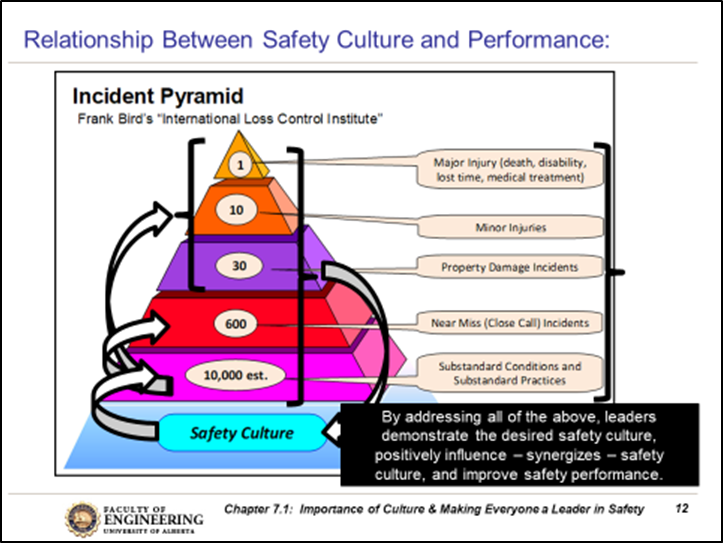 Relationship Between Safety Culture and Performance:
Incident Pyramid
Frank Bird's "International Loss Control Institute"
1
Major Injury (death, disability,
lost time, medical treatment)
10
Minor Injuries
30
Property Damage Incidents
600
Near Miss (Close Call) Incidents
10,000 est.
Substandard Conditions and
Substandard Practices
Safety Culture
By addressing all of the above, leaders
demonstrate the desired safety culture,
positively influence – synergizes – safety
culture, and improve safety performance.
FACULTY OF
ENGINEERING
UNIVERSITY OF ALBERTA
Chapter 7.1: Importance of Culture & Making Everyone a Leader in Safety
12